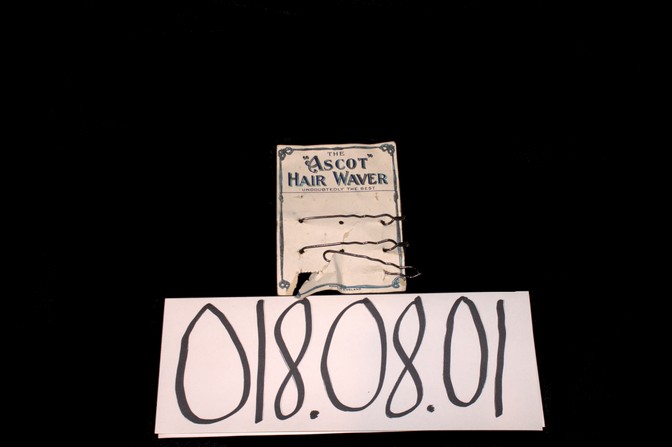 THE
"ASCOT"
HAIR WAVER
UNDOUBTEDLY THE BEST
018.08.01